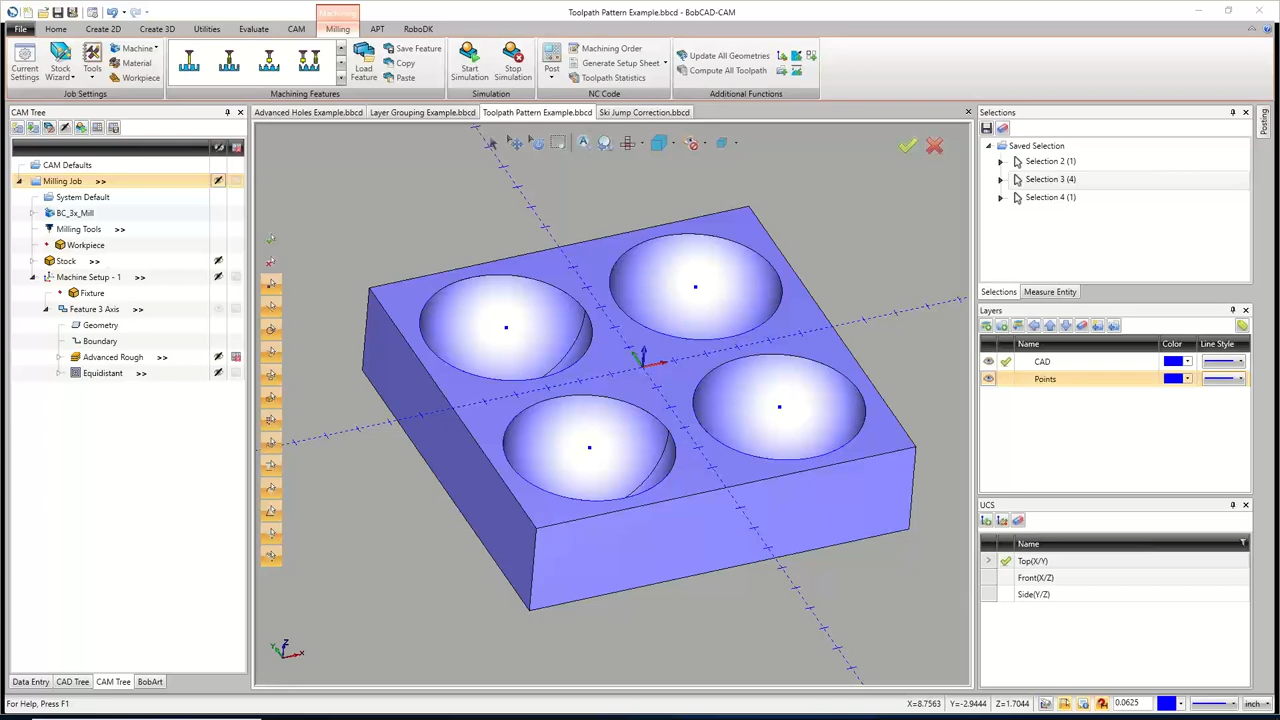 Toolpath Pattern Example.bbcd - BobCAD-CAM
Machining
File Home Create 2D Create 3D Utilities Evaluate CAM Milling APT RoboDK
Current Settings
Stock Wizard
Tools
Machine
Material
Workpiece
Job Settings
Load Feature
Save Feature
Copy
Paste
Machining Features
Start Simulation
Stop Simulation
Simulation
Post
Machining Order
Generate Setup Sheet
Toolpath Statistics
NC Code
Update All Geometries
Compute All Toolpath
Additional Functions
CAM Tree
Advanced Holes Example.bbcd Layer Grouping Example.bbcd Toolpath Pattern Example.bbcd Ski Jump Correction.bbcd
CAM Defaults
Milling Job >>
System Default
BC_3x_Mill
Milling Tools >>
Workpiece
Stock >>
Machine Setup - 1 >>
Fixture
Feature 3 Axis >>
Geometry
Boundary
Advanced Rough >>
Equidistant >>
Data Entry CAD Tree CAM Tree BobArt
Z
Y
X
Selections
Posting
Saved Selection
Selection 2 (1)
Selection 3 (4)
Selection 4 (1)
Selections Measure Entity
Layers
Name Color Line Style
CAD
Points
UCS
Name
Top(X/Y)
Front(X/Z)
Side(Y/Z)
For Help, Press F1
X=8.7563 Y=-2.9444 Z=1.7044 0.0625 inch